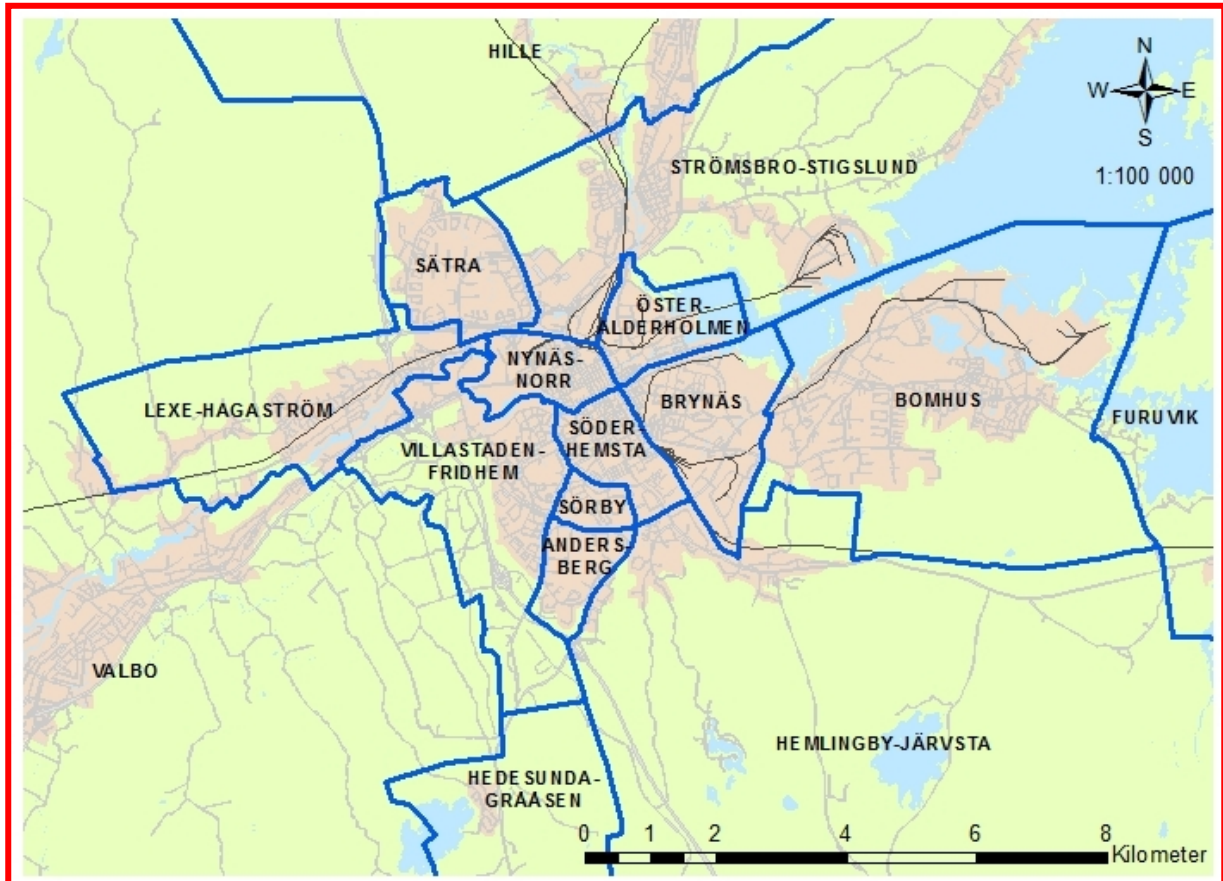 HILLE
N
W E
S
1:100 000
STRÖMSBRO-STIGSLUND
SÄTRA
ÖSTER-
ALDERHOLMEN
NYNÄS-
NORR
LEXE-HAGASTRÖM
BRYNÄS
BOMHUS
FURUVIK
SÖDER-
HEMSTA
VILLASTADEN-
FRIDHEM
SÖRBY
ANDERS-
BERG
VALBO
HEMLINGBY-JÄRVSTA
HEDESUNDA-
GRÅÅSEN
0 1 2 4 6 8
Kilometer